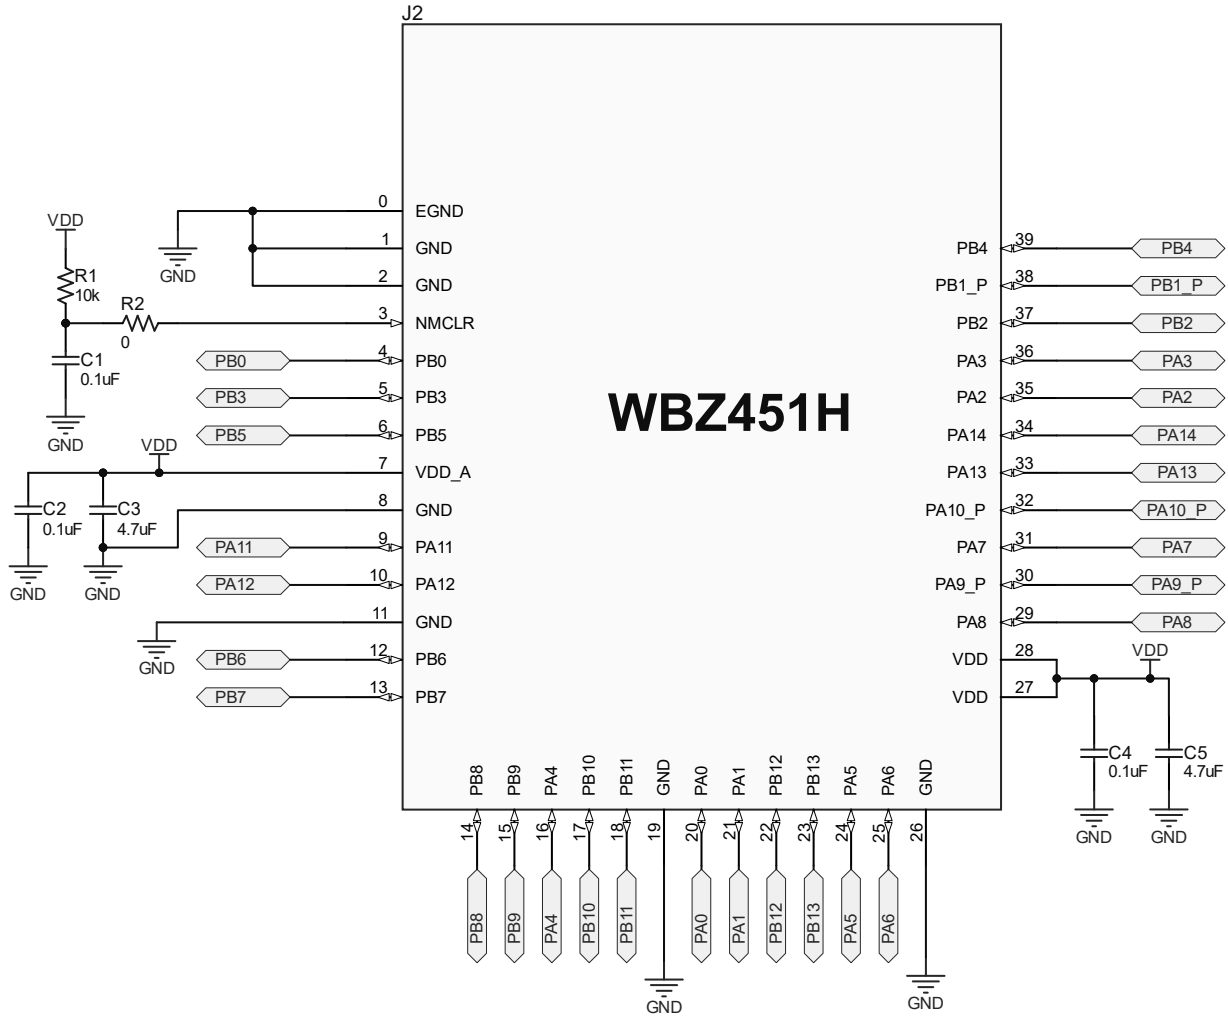 J2
WBZ451H
0 EGND
1 GND
2 GND
GND
VDD
R1
10k
R2
0
3 NMCLR
C1
0.1uF
GND
PB0 4 PB0
PB3 5 PB3
PB5 6 PB5
VDD
7 VDD_A
C2
0.1uF
C3
4.7uF
8 GND
GND
GND
PA11 9 PA11
PA12 10 PA12
11 GND
GND
PB6 12 PB6
PB7 13 PB7
PB4 39 PB4
PB1_P 38 PB1_P
PB2 37 PB2
PA3 36 PA3
PA2 35 PA2
PA14 34 PA14
PA13 33 PA13
PA10_P 32 PA10_P
PA7 31 PA7
PA9_P 30 PA9_P
PA8 29 PA8
VDD 28
VDD 27
VDD
C4
0.1uF
C5
4.7uF
GND
GND
PB8 14 PB8
PB9 15 PB9
PA4 16 PA4
PB10 17 PB10
PB11 18 PB11
GND 19
GND
PA0 20 PA0
PA1 21 PA1
PB12 22 PB12
PB13 23 PB13
PA5 24 PA5
PA6 25 PA6
GND 26
GND